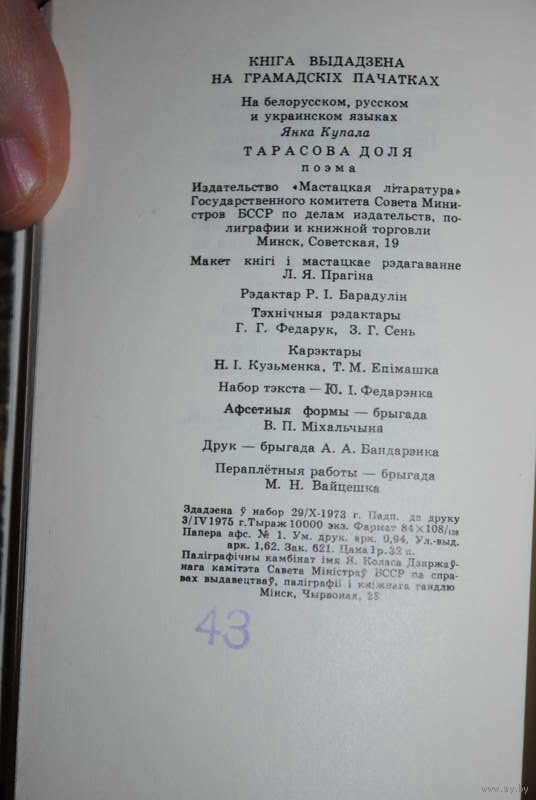 КНІГА ВЫДАДЗЕНА
НА ГРАМАДСКІХ ПАЧАТКАХ
На белорусском, русском
и украинском языках
Янка Купала
ТАРАСОВА ДОЛЯ
поэма
Издательство «Мастацкая літаратура»
Государственного комитета Совета Мини-
стров БССР по делам издательств, по-
лиграфии и книжной торговли
Минск, Советская, 19
Макет кнігі і мастацкае рэдагаванне
Л. Я. Прагіна
Рэдактар Р. І. Барадулін
Тэхнічныя рэдактары
Г. Г. Федарук, З. Г. Сень
Карэктары
Н. І. Кузьменка, Т. М. Епімашка
Набор тэкста — Ю. І. Федарэнка
Афсетныя формы — брыгада
В. П. Міхальчына
Друк — брыгада А. А. Бандарэнка
Пераплётныя работы — брыгада
М. Н. Вайцешка
Здадзена ў набор 29/X-1973 г. Падп. да друку
3/IV 1975 г. Тыраж 10000 экз. Фармат 84×108/128
Папера афс. № 1. Ум. друк. арк. 0,94. Ул.-выд.
арк. 1,62. Зак. 621. Цана 1 р. 32 к.
Паліграфічны камбінат імя Я. Коласа Дзяржаў-
нага камітэта Савета Міністраў БССР па спра-
вах выдавецтваў, паліграфіі і кніжнага гандлю
Мінск, Чырвоная, 23
43
www.ay.by